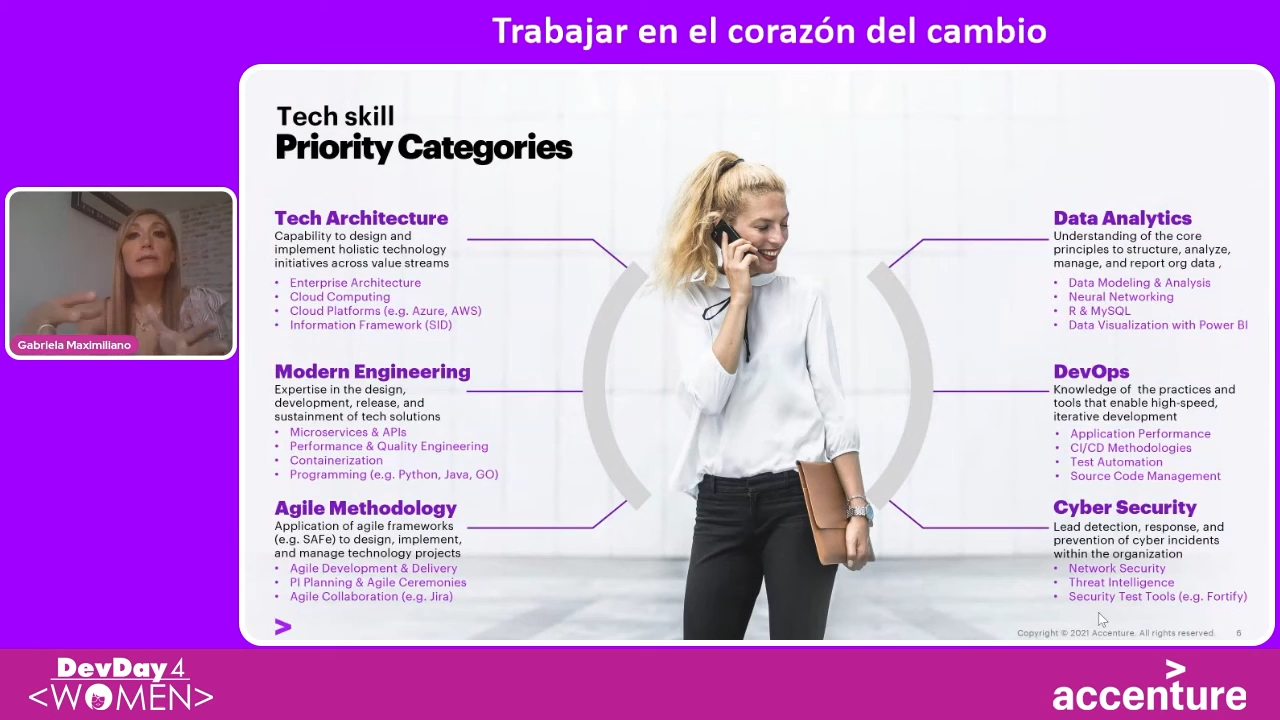 Trabajar en el corazón del cambio
Tech skill
Priority Categories
Tech Architecture
Capability to design and
implement holistic technology
initiatives across value streams
• Enterprise Architecture
• Cloud Computing
• Cloud Platforms (e.g. Azure, AWS)
• Information Framework (SID)
Modern Engineering
Expertise in the design,
development, release, and
sustainment of tech solutions
• Microservices & APIs
• Performance & Quality Engineering
• Containerization
• Programming (e.g. Python, Java, GO)
Agile Methodology
Application of agile frameworks
(e.g. SAFe) to design, implement,
and manage technology projects
• Agile Development & Delivery
• PI Planning & Agile Ceremonies
• Agile Collaboration (e.g. Jira)
>
Data Analytics
Understanding of the core
principles to structure, analyze,
manage, and report org data ,
• Data Modeling & Analysis
• Neural Networking
• R & MySQL
• Data Visualization with Power BI
DevOps
Knowledge of the practices and
tools that enable high-speed,
iterative development
• Application Performance
• CI/CD Methodologies
• Test Automation
• Source Code Management
Cyber Security
Lead detection, response, and
prevention of cyber incidents
within the organization
• Network Security
• Threat Intelligence
• Security Test Tools (e.g. Fortify)
Copyright © 2021 Accenture. All rights reserved. 6
Gabriela Maximiliano
DevDay4
<WOMEN>
>
accenture